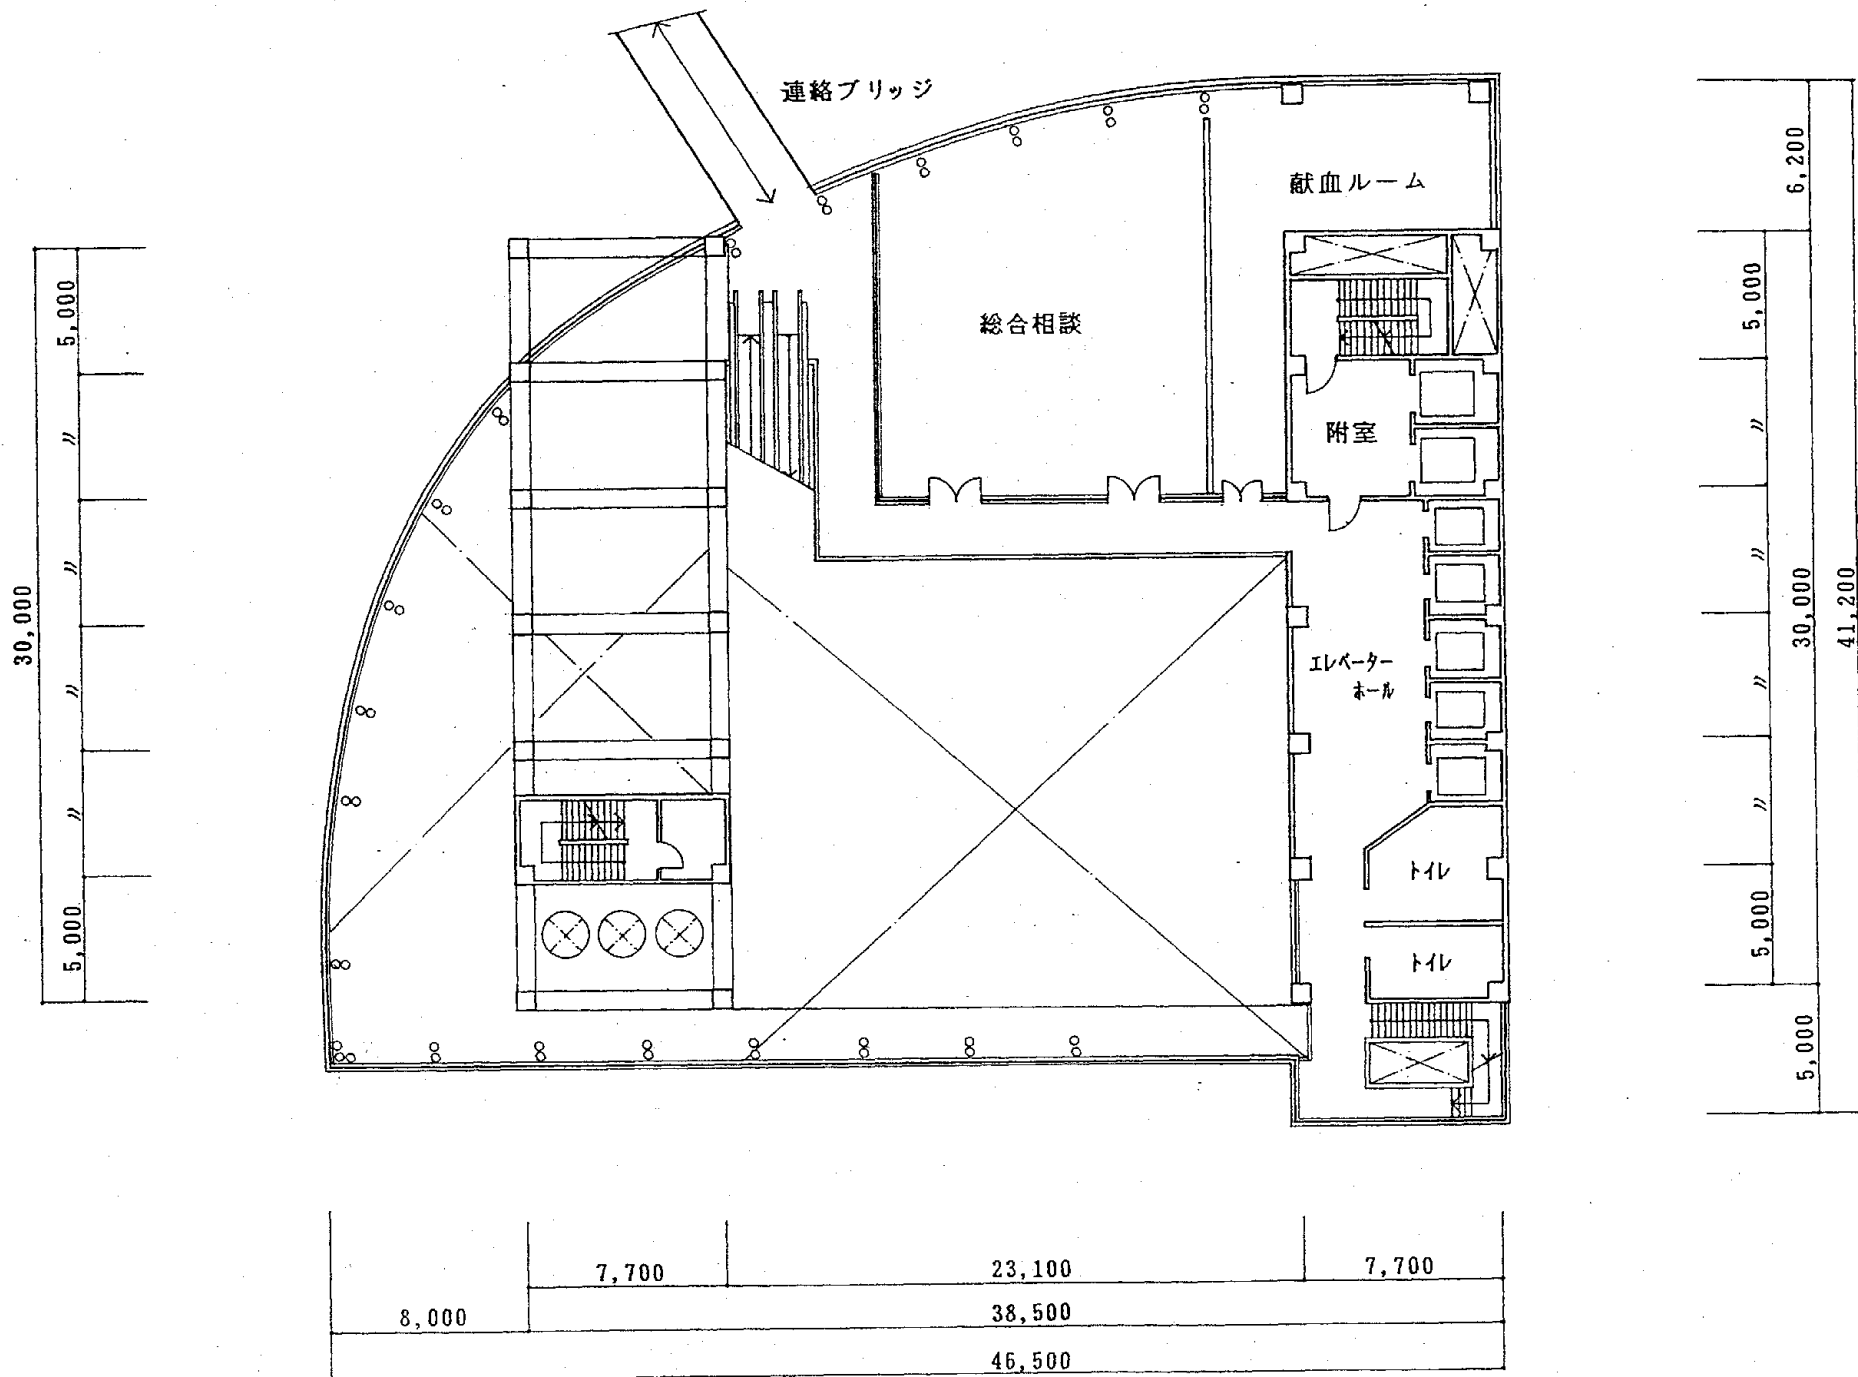 連絡ブリッジ
献血ルーム
総合相談
附室
エレベーター
ホール
トイレ
トイレ
5,000
〃
〃
〃
〃
5,000
30,000
6,200
5,000
〃
〃
〃
〃
5,000
5,000
30,000
41,200
7,700
23,100
7,700
8,000
38,500
46,500